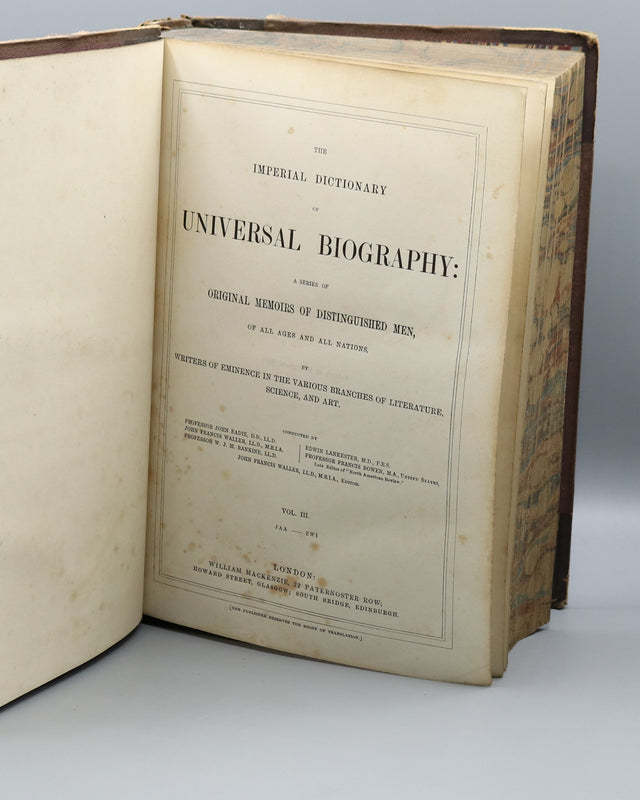 THE
IMPERIAL DICTIONARY
OF
UNIVERSAL BIOGRAPHY:
A SERIES OF
ORIGINAL MEMOIRS OF DISTINGUISHED MEN,
OF ALL AGES AND ALL NATIONS,
BY
WRITERS OF EMINENCE IN THE VARIOUS BRANCHES OF LITERATURE,
SCIENCE, AND ART.
CONDUCTED BY
PROFESSOR JOHN EADIE, D.D., LL.D.
JOHN FRANCIS WALLER, LL.D., M.R.I.A.
PROFESSOR W. J. M. RANKINE, LL.D.
EDWIN LANKESTER, M.D., F.R.S.
PROFESSOR FRANCIS BOWEN, M.A., UNITED STATES,
Late Editor of "North American Review."
JOHN FRANCIS WALLER, LL.D., M.R.I.A., EDITOR.
VOL. III.
JAA. — ZWI
LONDON:
WILLIAM MACKENZIE, 22 PATERNOSTER ROW;
HOWARD STREET, GLASGOW; SOUTH BRIDGE, EDINBURGH.
[THE PUBLISHER RESERVES THE RIGHT OF TRANSLATION.]